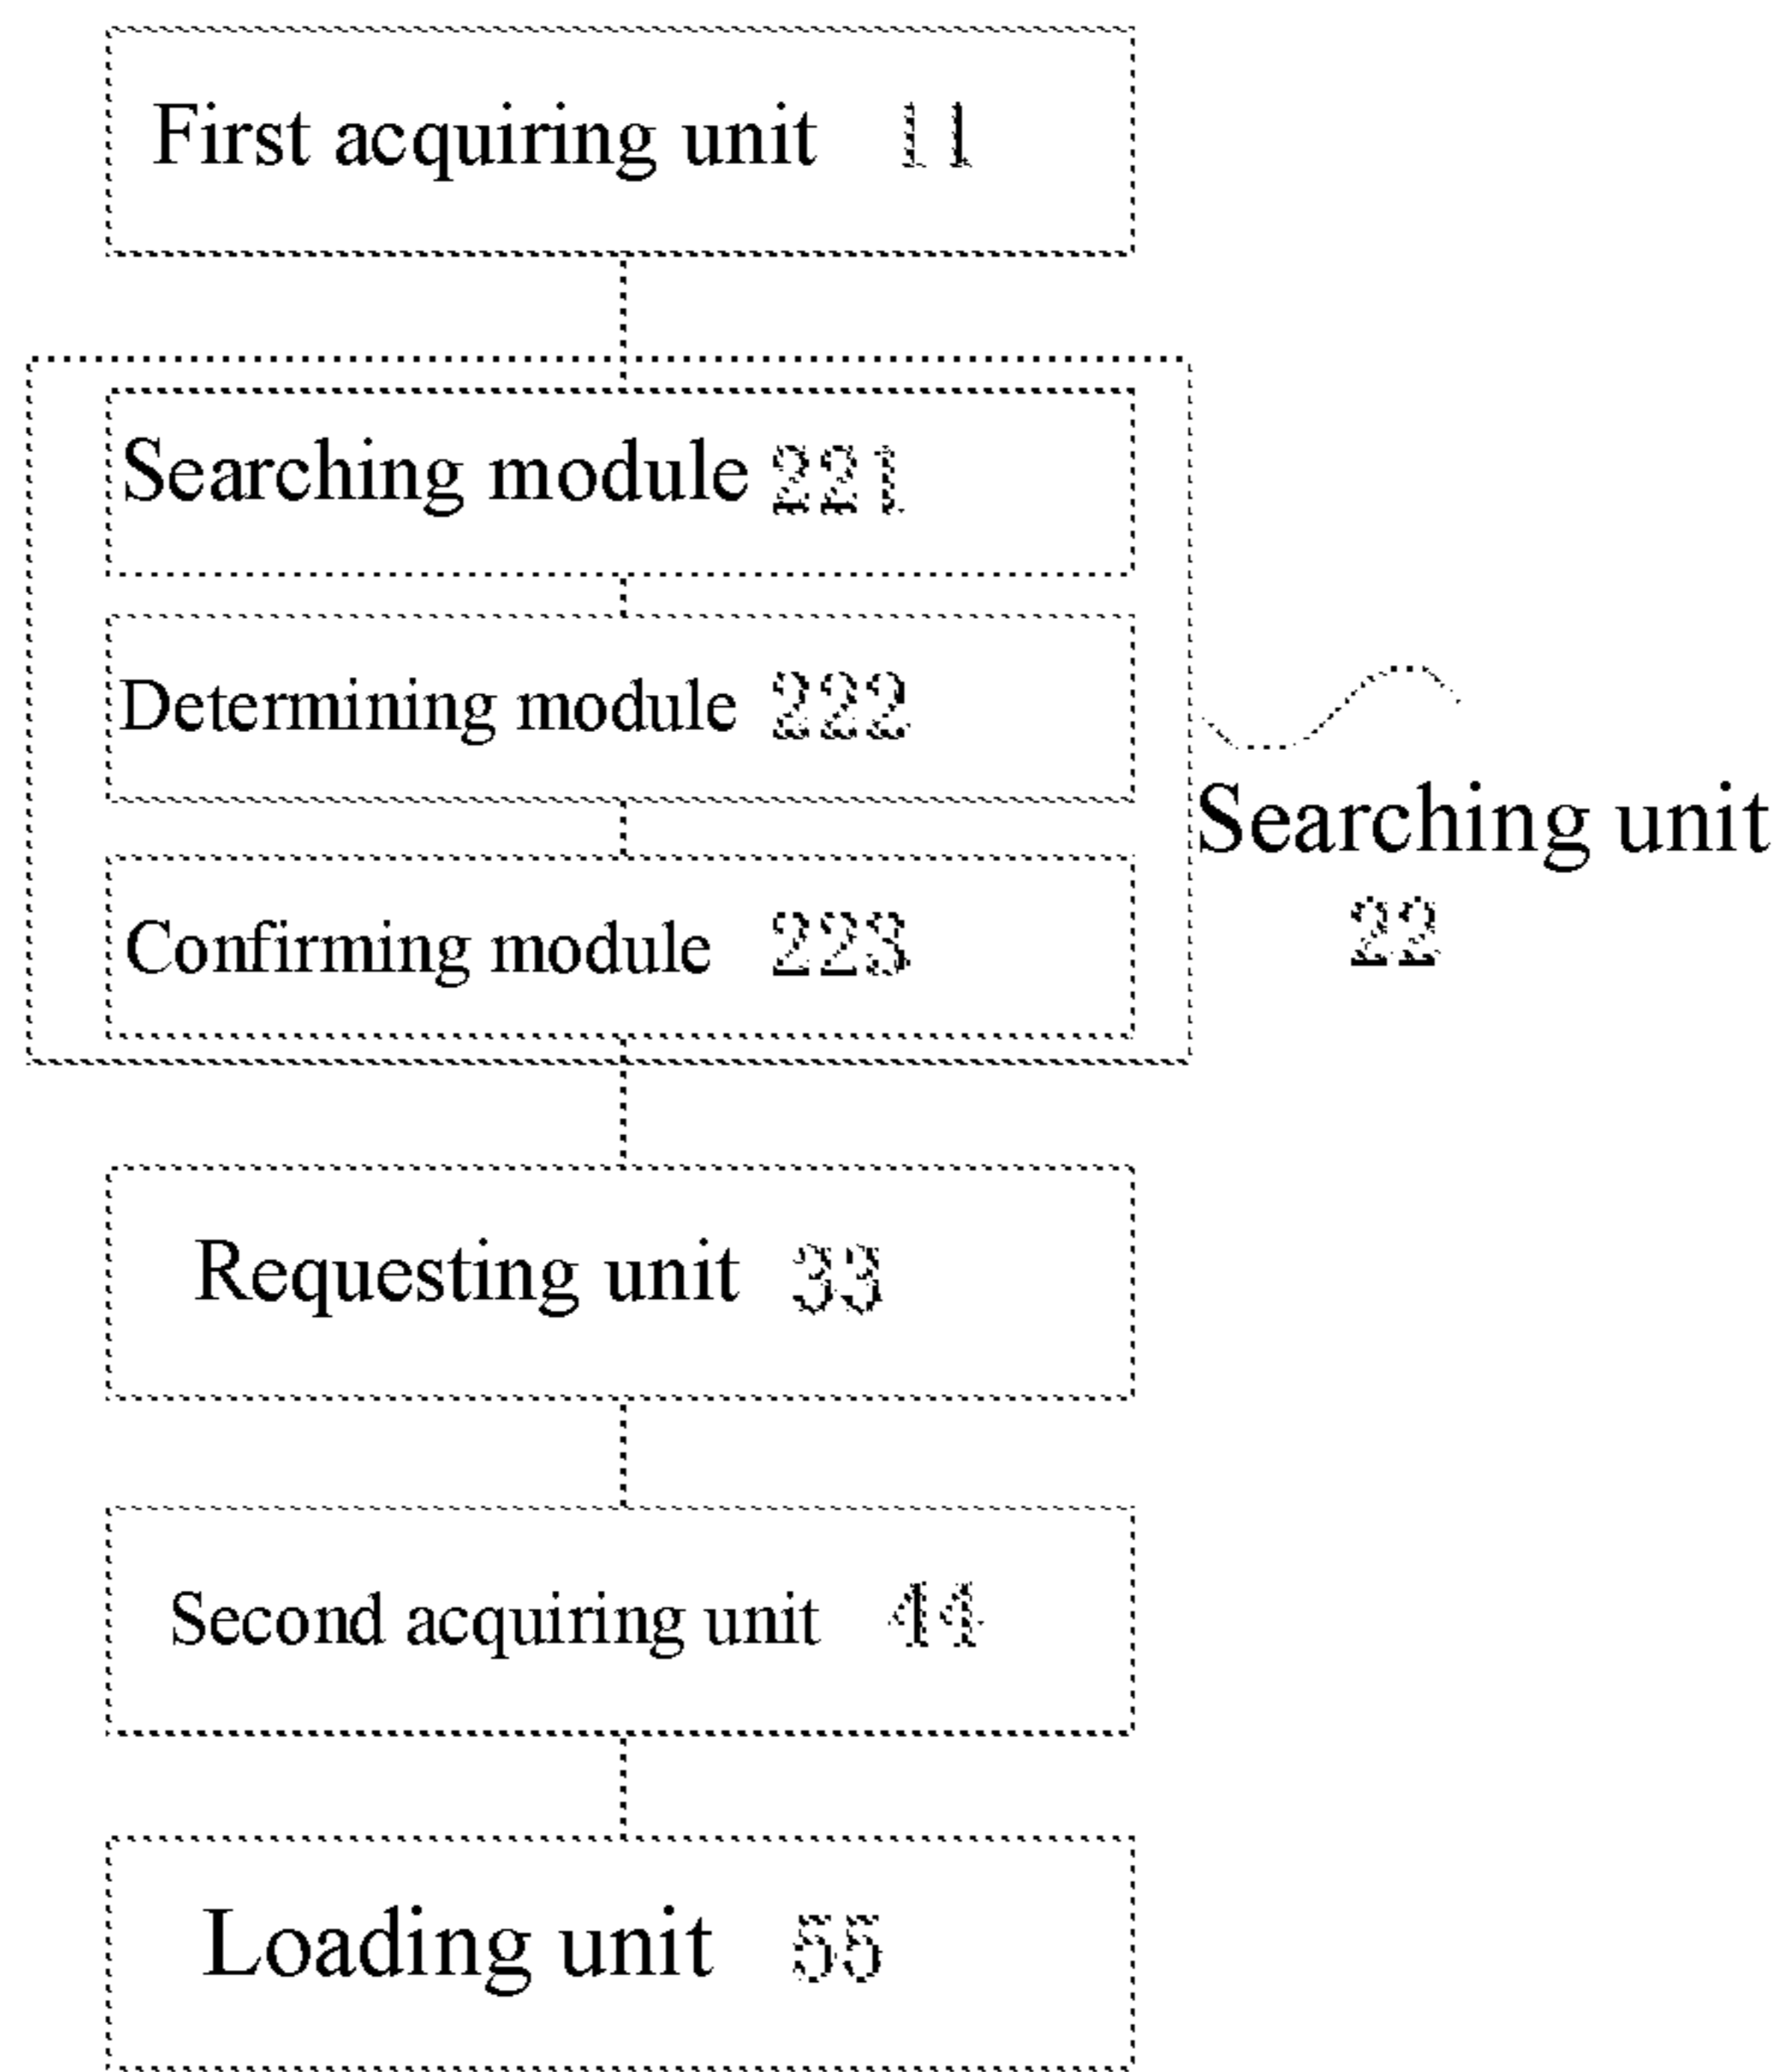 First acquiring unit 11
Searching module 221
Determining module 222
Searching unit
22
Confirming module 223
Requesting unit 33
Second acquiring unit 44
Loading unit 55